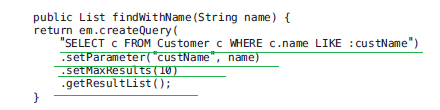 public List findWithName(String name) {
return em.createQuery(
"SELECT c FROM Customer c WHERE c.name LIKE :custName")
.setParameter("custName", name)
.setMaxResults(10)
.getResultList();
}